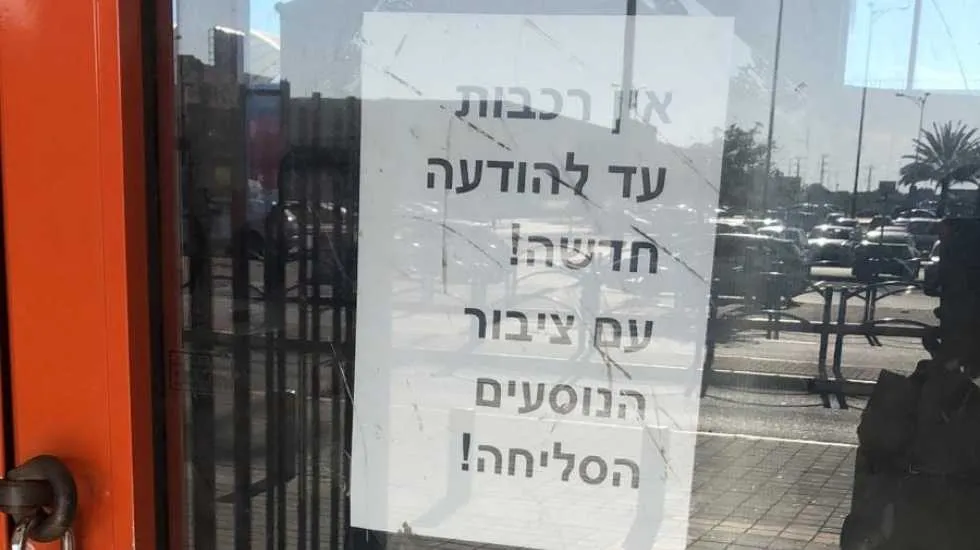 אין רכבות
עד להודעה
חדשה!
עם ציבור
הנוסעים
הסליחה!